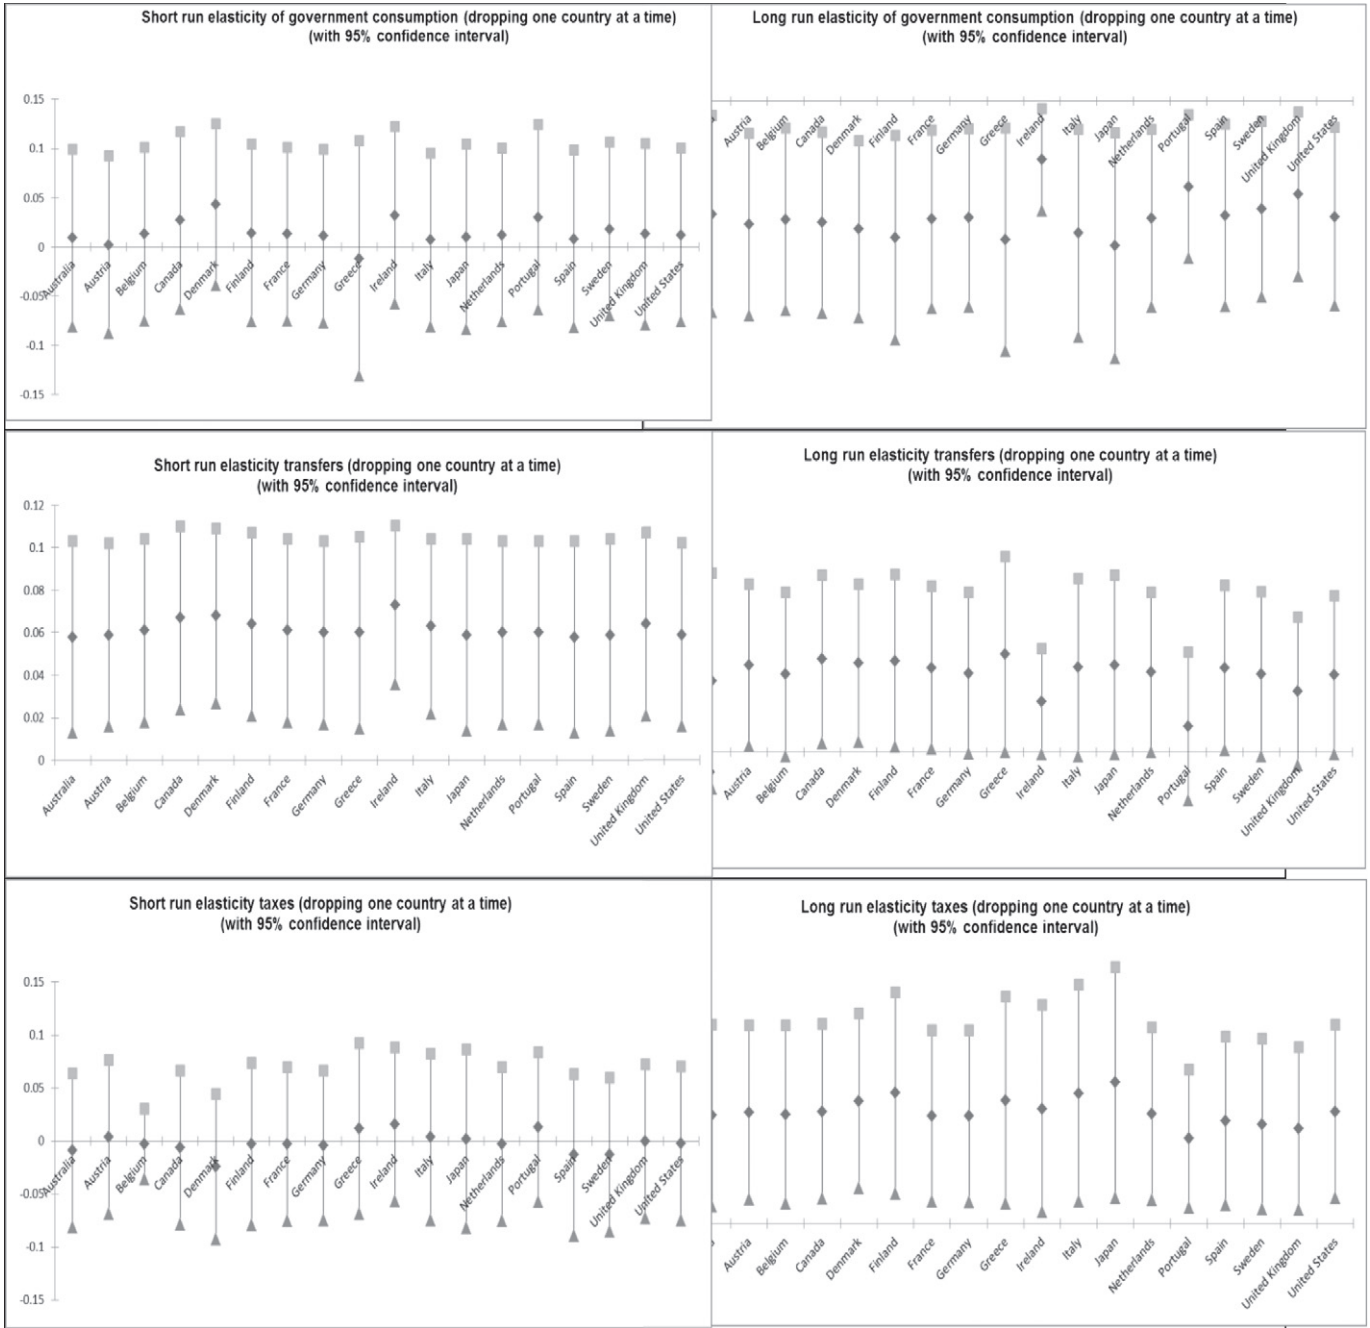 Short run elasticity of government consumption (dropping one country at a time)
(with 95% confidence interval)
0.15
0.1
0.05
0
-0.05
-0.1
-0.15
Australia
Austria
Belgium
Canada
Denmark
Finland
France
Germany
Greece
Ireland
Italy
Japan
Netherlands
Portugal
Spain
Sweden
United Kingdom
United States
Long run elasticity of government consumption (dropping one country at a time)
(with 95% confidence interval)
Austria
Belgium
Canada
Denmark
Finland
France
Germany
Greece
Ireland
Italy
Japan
Netherlands
Portugal
Spain
Sweden
United Kingdom
United States
Short run elasticity transfers (dropping one country at a time)
(with 95% confidence interval)
0.12
0.1
0.08
0.06
0.04
0.02
0
Australia
Austria
Belgium
Canada
Denmark
Finland
France
Germany
Greece
Ireland
Italy
Japan
Netherlands
Portugal
Spain
Sweden
United Kingdom
United States
Long run elasticity transfers (dropping one country at a time)
(with 95% confidence interval)
Austria
Belgium
Canada
Denmark
Finland
France
Germany
Greece
Ireland
Italy
Japan
Netherlands
Portugal
Spain
Sweden
United Kingdom
United States
Short run elasticity taxes (dropping one country at a time)
(with 95% confidence interval)
0.15
0.1
0.05
0
-0.05
-0.1
-0.15
Australia
Austria
Belgium
Canada
Denmark
Finland
France
Germany
Greece
Ireland
Italy
Japan
Netherlands
Portugal
Spain
Sweden
United Kingdom
United States
Long run elasticity taxes (dropping one country at a time)
(with 95% confidence interval)
Austria
Belgium
Canada
Denmark
Finland
France
Germany
Greece
Ireland
Italy
Japan
Netherlands
Portugal
Spain
Sweden
United Kingdom
United States